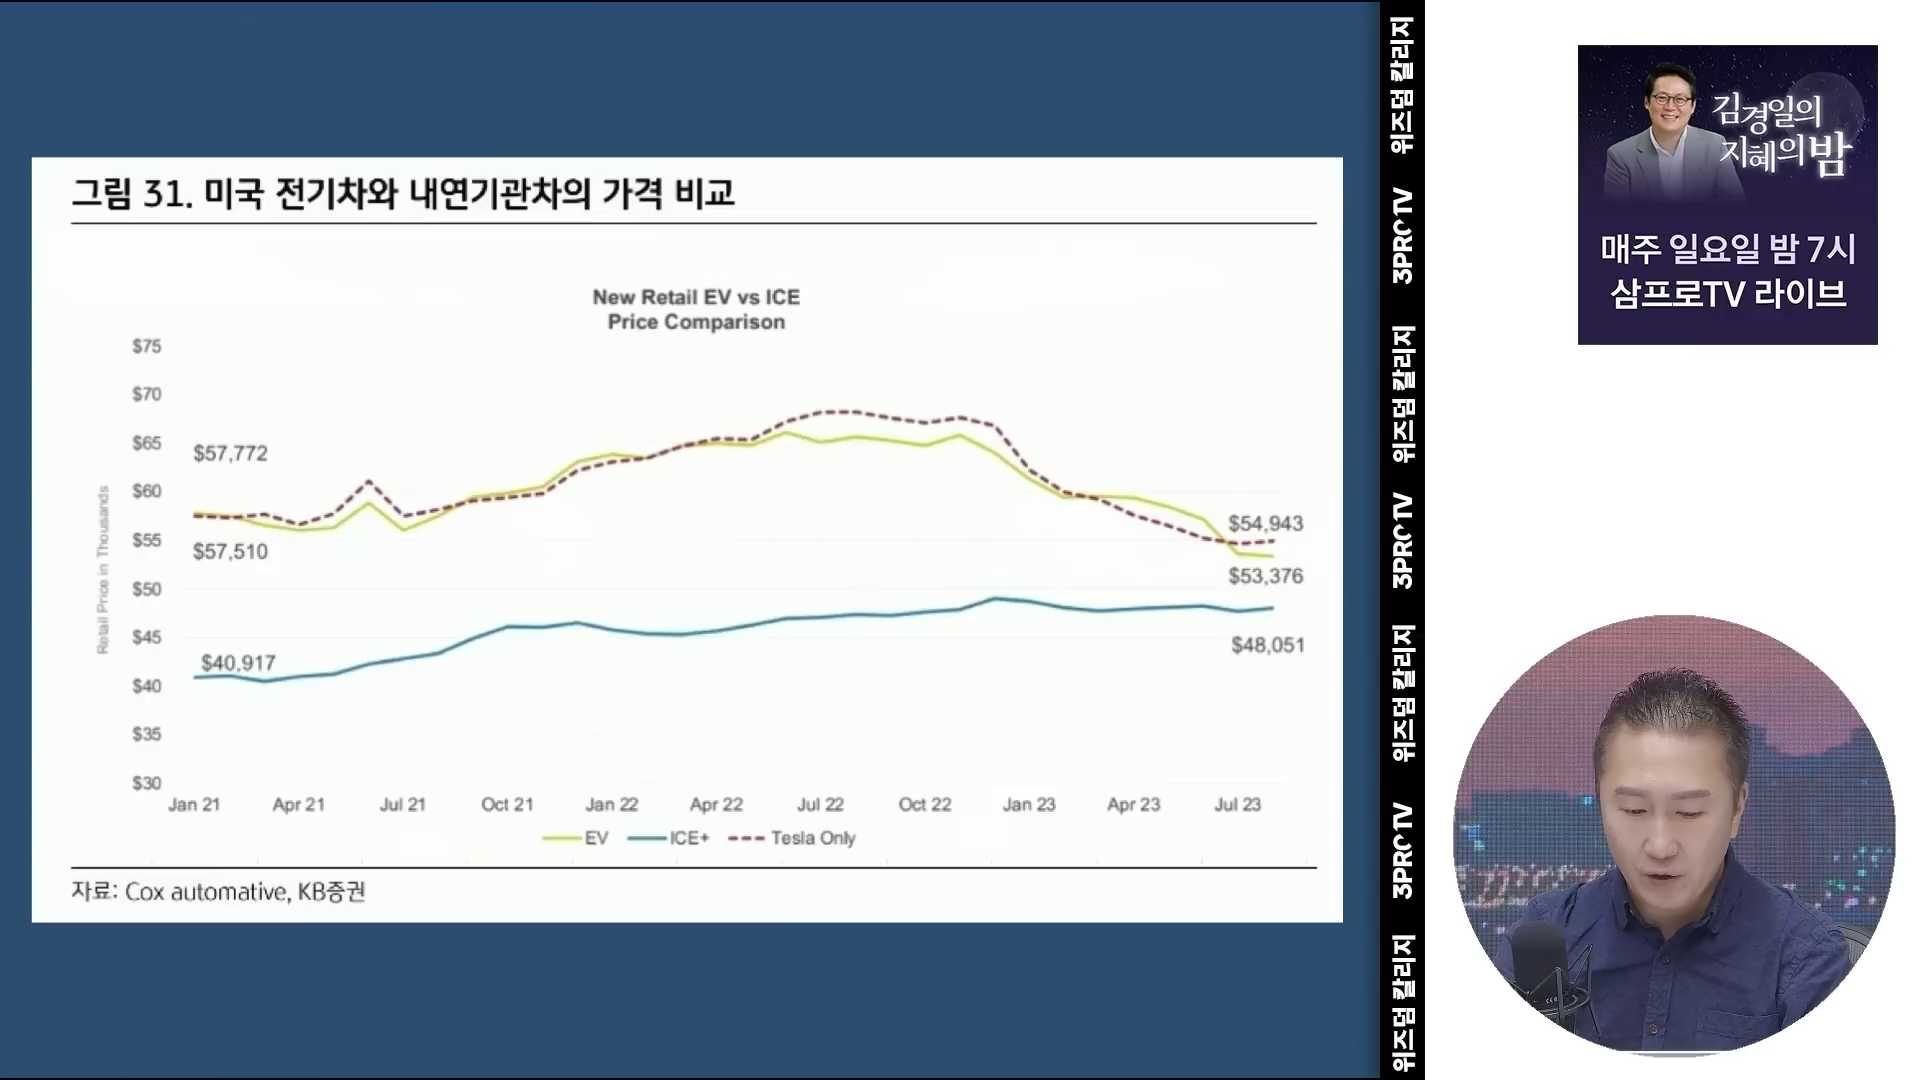 그림 31. 미국 전기차와 내연기관차의 가격 비교
New Retail EV vs ICE
Price Comparison
Retail Price in Thousands
$75
$70
$65
$60
$55
$50
$45
$40
$35
$30
$57,772
$57,510
$40,917
$54,943
$53,376
$48,051
Jan 21
Apr 21
Jul 21
Oct 21
Jan 22
Apr 22
Jul 22
Oct 22
Jan 23
Apr 23
Jul 23
EV
ICE+
Tesla Only
자료: Cox automative, KB증권
위즈덤 칼리지
3PROTV
위즈덤 칼리지
3PROTV
위즈덤 칼리지
3PROTV
위즈덤 칼리지
김경일의
지혜의 밤
매주 일요일 밤 7시
삼프로TV 라이브